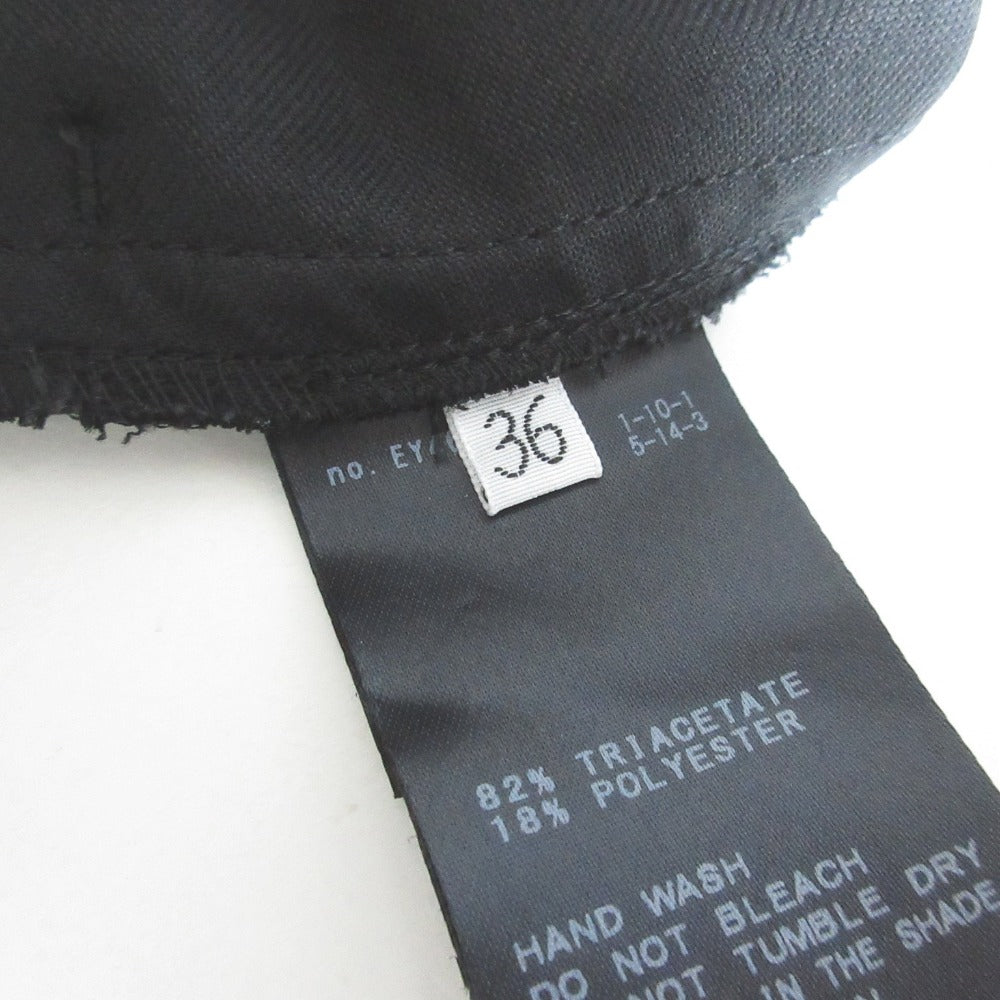 36
no. EY/
1-10-1
5-14-3
82% TRIACETATE
18% POLYESTER
HAND WASH
DO NOT BLEACH
NOT TUMBLE DRY
IN THE SHADE